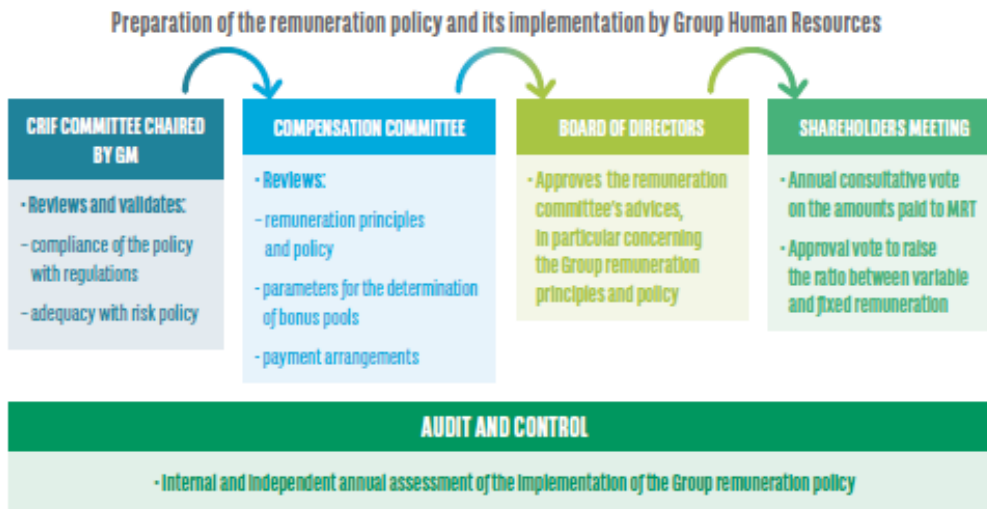 Preparation of the remuneration policy and its implementation by Group Human Resources
CRIF COMMITTEE CHAIRED
BY GM
• Reviews and validates:
– compliance of the policy
with regulations
– adequacy with risk policy
COMPENSATION COMMITTEE
• Reviews:
– remuneration principles
and policy
– parameters for the determination
of bonus pools
– payment arrangements
BOARD OF DIRECTORS
• Approves the remuneration
committee's advices,
in particular concerning
the Group remuneration
principles and policy
SHAREHOLDERS MEETING
• Annual consultative vote
on the amounts paid to MRT
• Approval vote to raise
the ratio between variable
and fixed remuneration
AUDIT AND CONTROL
• Internal and independent annual assessment of the implementation of the Group remuneration policy